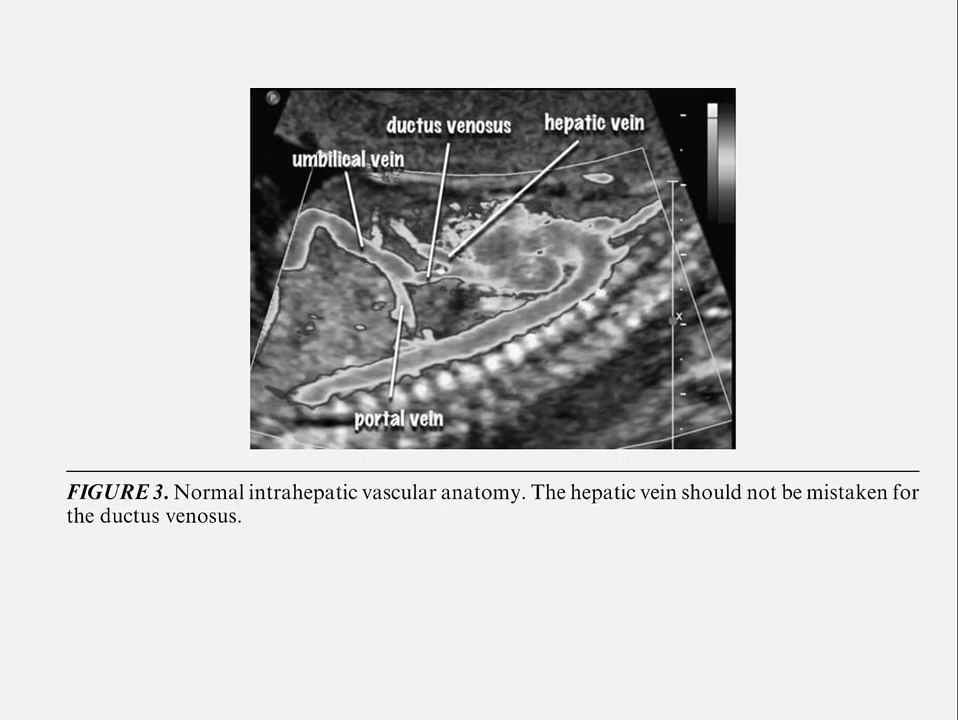 P
ductus venosus
hepatic vein
umbilical vein
x
portal vein
FIGURE 3. Normal intrahepatic vascular anatomy. The hepatic vein should not be mistaken for
the ductus venosus.